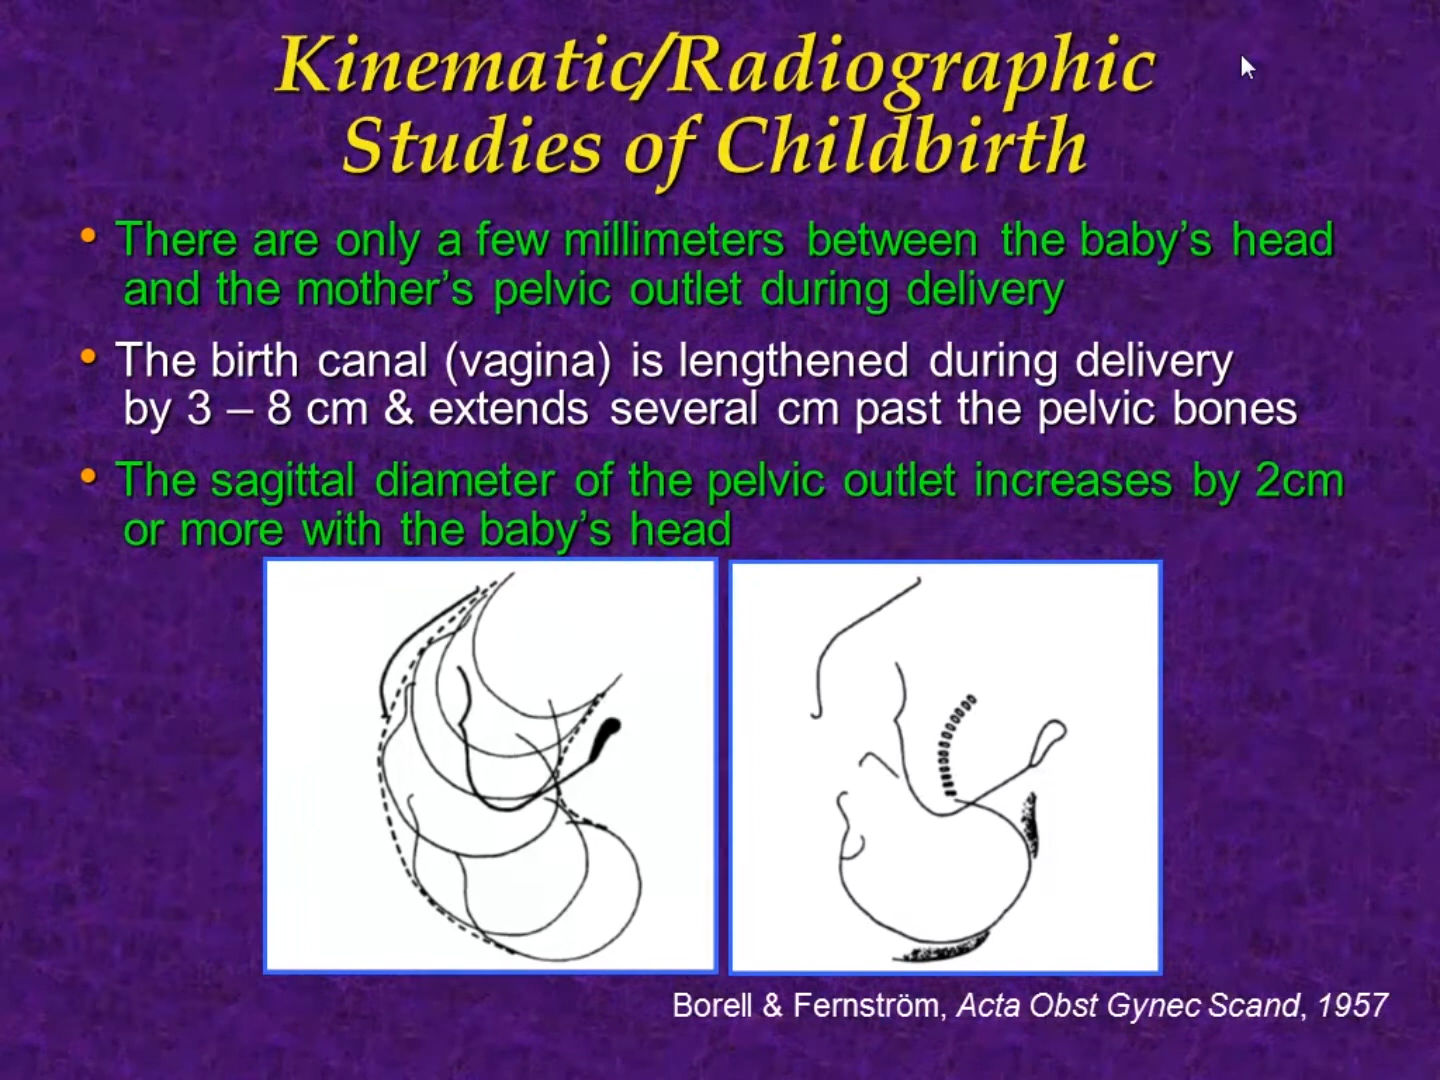 Kinematic/Radiographic
Studies of Childbirth
• There are only a few millimeters between the baby’s head
and the mother’s pelvic outlet during delivery
• The birth canal (vagina) is lengthened during delivery
by 3 – 8 cm & extends several cm past the pelvic bones
• The sagittal diameter of the pelvic outlet increases by 2cm
or more with the baby’s head
Borell & Fernström, Acta Obst Gynec Scand, 1957